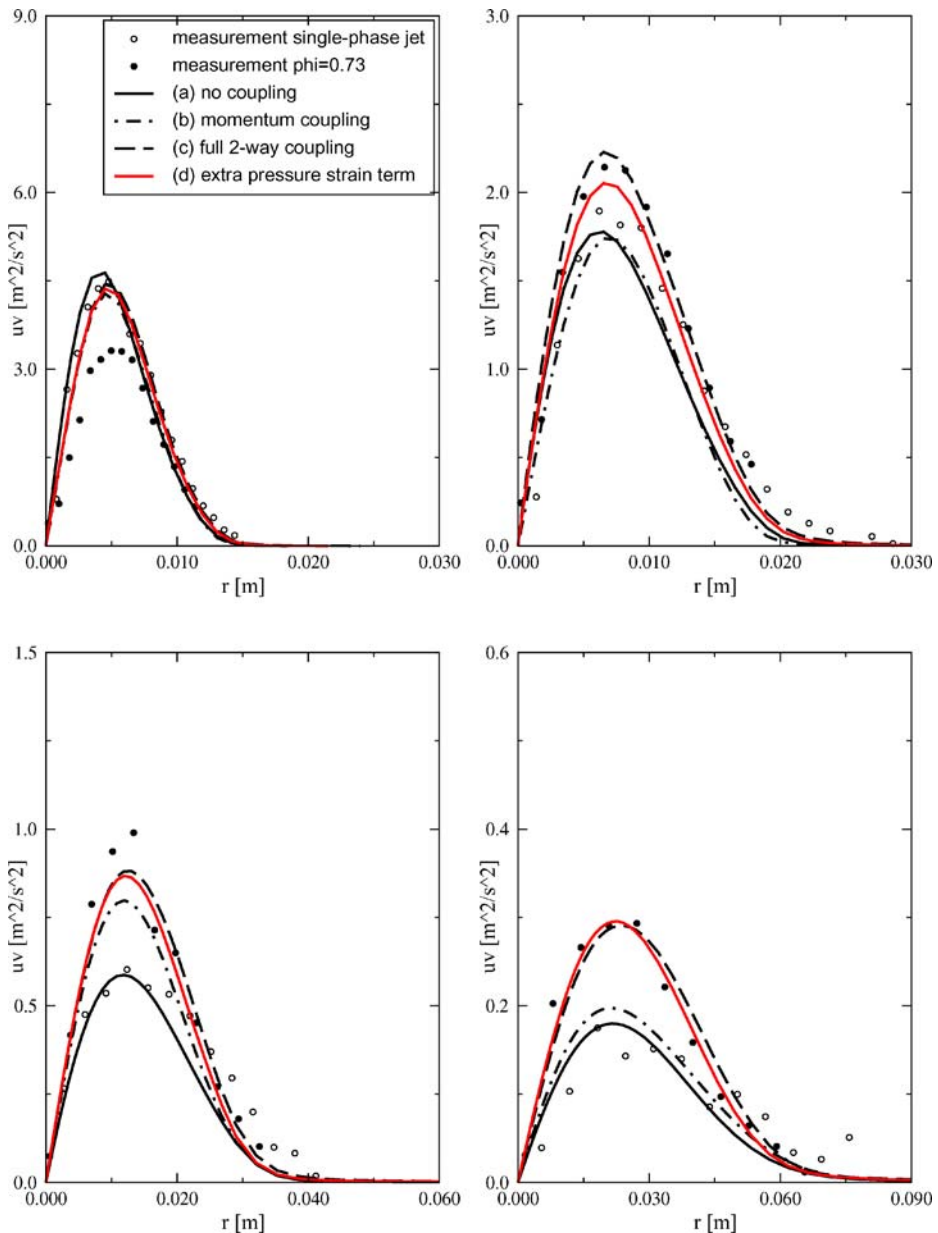 9.0
measurement single-phase jet
measurement phi=0.73
(a) no coupling
(b) momentum coupling
(c) full 2-way coupling
(d) extra pressure strain term
6.0
uv [m^2/s^2]
3.0
0.0
0.000 0.010 0.020 0.030
r [m]
3.0
2.0
uv [m^2/s^2]
1.0
0.0
0.000 0.010 0.020 0.030
r [m]
1.5
1.0
uv [m^2/s^2]
0.5
0.0
0.000 0.020 0.040 0.060
r [m]
0.6
0.4
uv [m^2/s^2]
0.2
0.0
0.000 0.030 0.060 0.090
r [m]